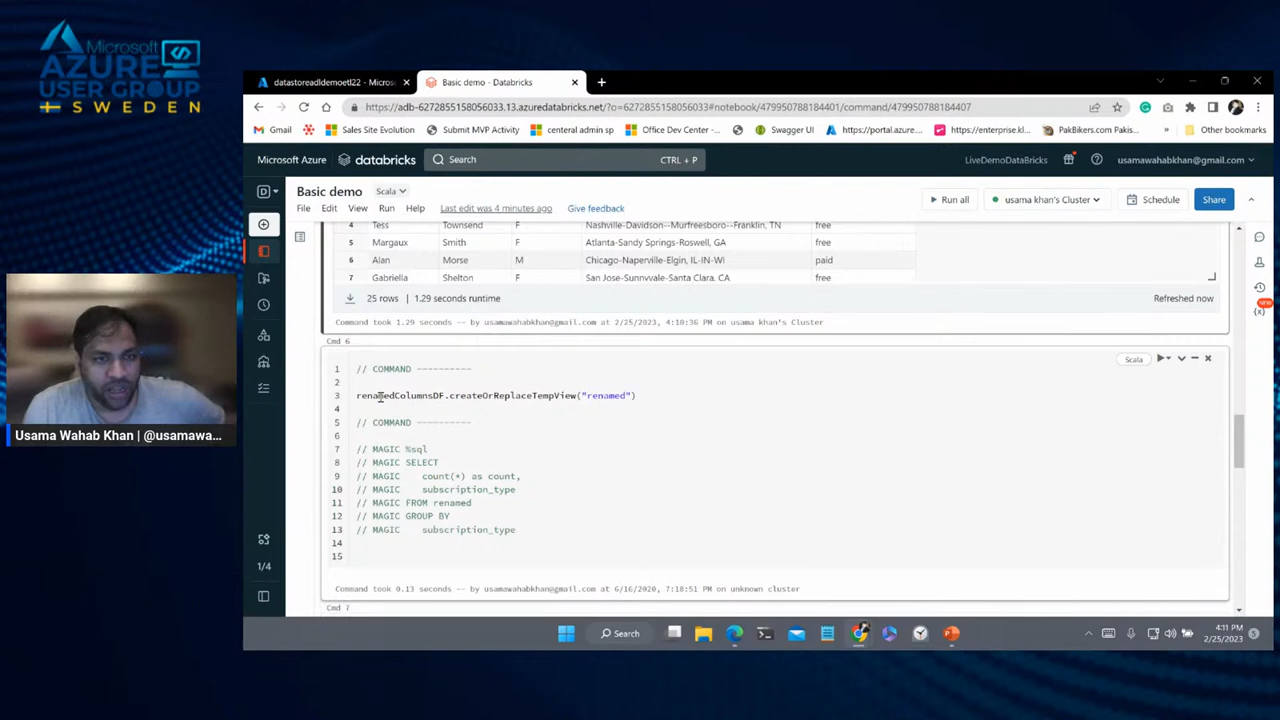 Microsoft
AZURE
USER GROUP
SWEDEN
datastoreadldemoetl22 - Micros
Basic demo - Databricks
https://adb-6272855158056033.13.azuredatabricks.net/?o=6272855158056033#notebook/479950788184401/command/479950788184407
Gmail
Sales Site Evolution
Submit MVP Activity
centeral admin sp
Office Dev Center -...
Swagger UI
https://portal.azure....
https://enterprise.kl...
PakBikers.com Pakis...
»
Other bookmarks
Microsoft Azure
databricks
Search
CTRL + P
LiveDemoDataBricks
usamawahabkhan@gmail.com
D
Basic demo
Scala
File
Edit
View
Run
Help
Last edit was 4 minutes ago
Give feedback
Run all
usama khan's Cluster
Schedule
Share
4 Tess Townsend F Nashville-Davidson--Murfreesboro--Franklin, TN free
5 Margaux Smith F Atlanta-Sandy Springs-Roswell, GA free
6 Alan Morse M Chicago-Naperville-Elgin, IL-IN-WI paid
7 Gabriella Shelton F San Jose-Sunnyvale-Santa Clara, CA free
25 rows | 1.29 seconds runtime
Refreshed now
Command took 1.29 seconds -- by usamawahabkhan@gmail.com at 2/25/2023, 4:10:36 PM on usama khan's Cluster
Cmd 6
Scala
1 // COMMAND ----------
2
3 renamedColumnsDF.createOrReplaceTempView("renamed")
4
5 // COMMAND ----------
6
7 // MAGIC %sql
8 // MAGIC SELECT
9 // MAGIC count(*) as count,
10 // MAGIC subscription_type
11 // MAGIC FROM renamed
12 // MAGIC GROUP BY
13 // MAGIC subscription_type
14
15
Command took 0.13 seconds -- by usamawahabkhan@gmail.com at 6/16/2020, 7:18:51 PM on unknown cluster
Cmd 7
NEW
1/4
Usama Wahab Khan | @usamawa...
Search
4:11 PM
2/25/2023
5